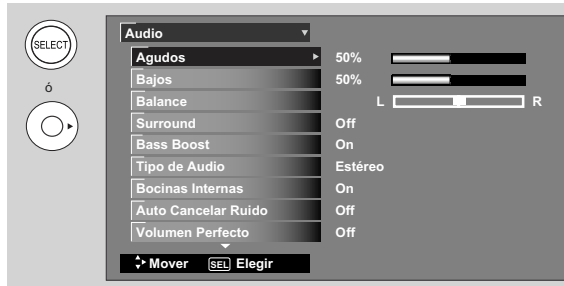 SELECT
ó
Audio
Agudos 50%
Bajos 50%
Balance L R
Surround Off
Bass Boost On
Tipo de Audio Estéreo
Bocinas Internas On
Auto Cancelar Ruido Off
Volumen Perfecto Off
Mover SEL Elegir